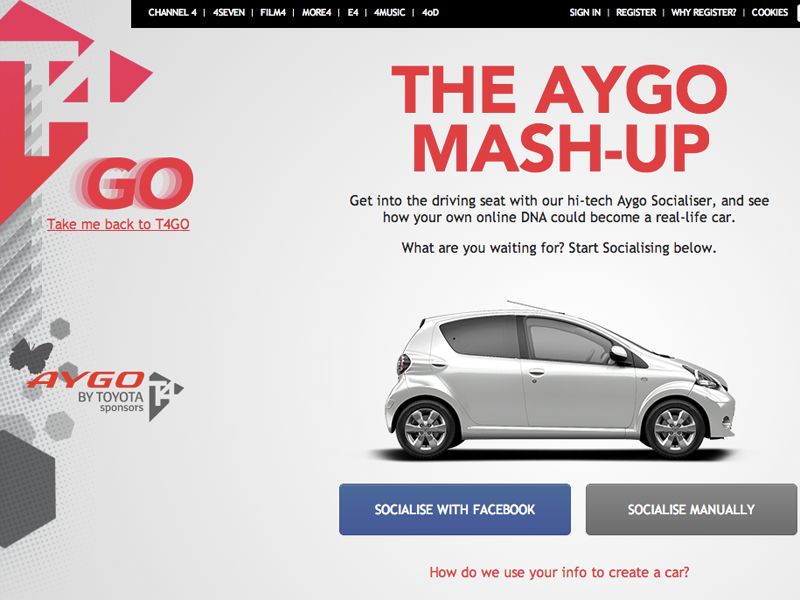 CHANNEL 4 | 4SEVEN | FILM4 | MORE4 | E4 | 4MUSIC | 4oD
SIGN IN | REGISTER | WHY REGISTER? | COOKIES
T4
GO
Take me back to T4GO
THE AYGO
MASH-UP
Get into the driving seat with our hi-tech Aygo Socialiser, and see
how your own online DNA could become a real-life car.
What are you waiting for? Start Socialising below.
AYGO
BY TOYOTA
sponsors
T4
SOCIALISE WITH FACEBOOK
SOCIALISE MANUALLY
How do we use your info to create a car?